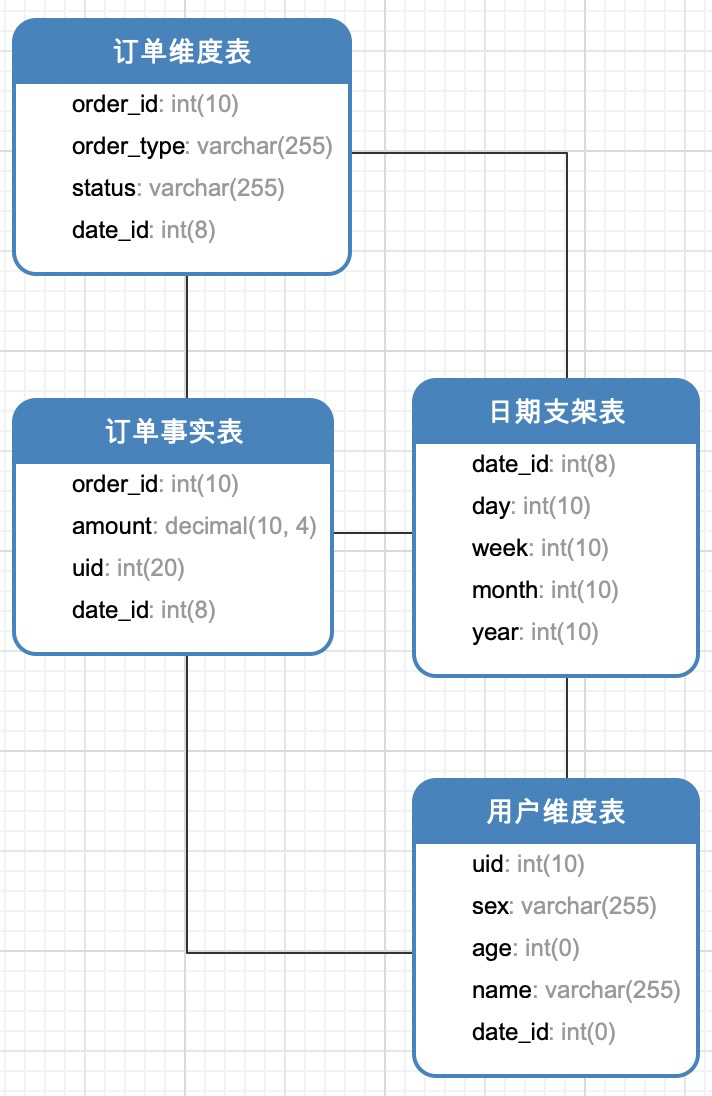 订单维度表
order_id: int(10)
order_type: varchar(255)
status: varchar(255)
date_id: int(8)
订单事实表
order_id: int(10)
amount: decimal(10, 4)
uid: int(20)
date_id: int(8)
日期支架表
date_id: int(8)
day: int(10)
week: int(10)
month: int(10)
year: int(10)
用户维度表
uid: int(10)
sex: varchar(255)
age: int(0)
name: varchar(255)
date_id: int(0)